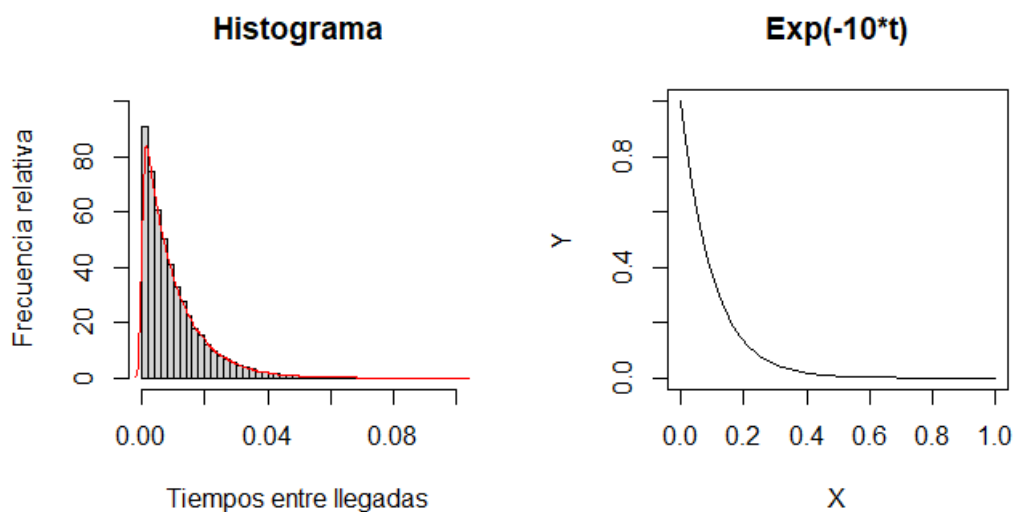 Histograma
Frecuencia relativa
80
60
40
20
0
0.00 0.04 0.08
Tiempos entre llegadas
Exp(-10*t)
Y
0.8
0.4
0.0
0.0 0.2 0.4 0.6 0.8 1.0
X